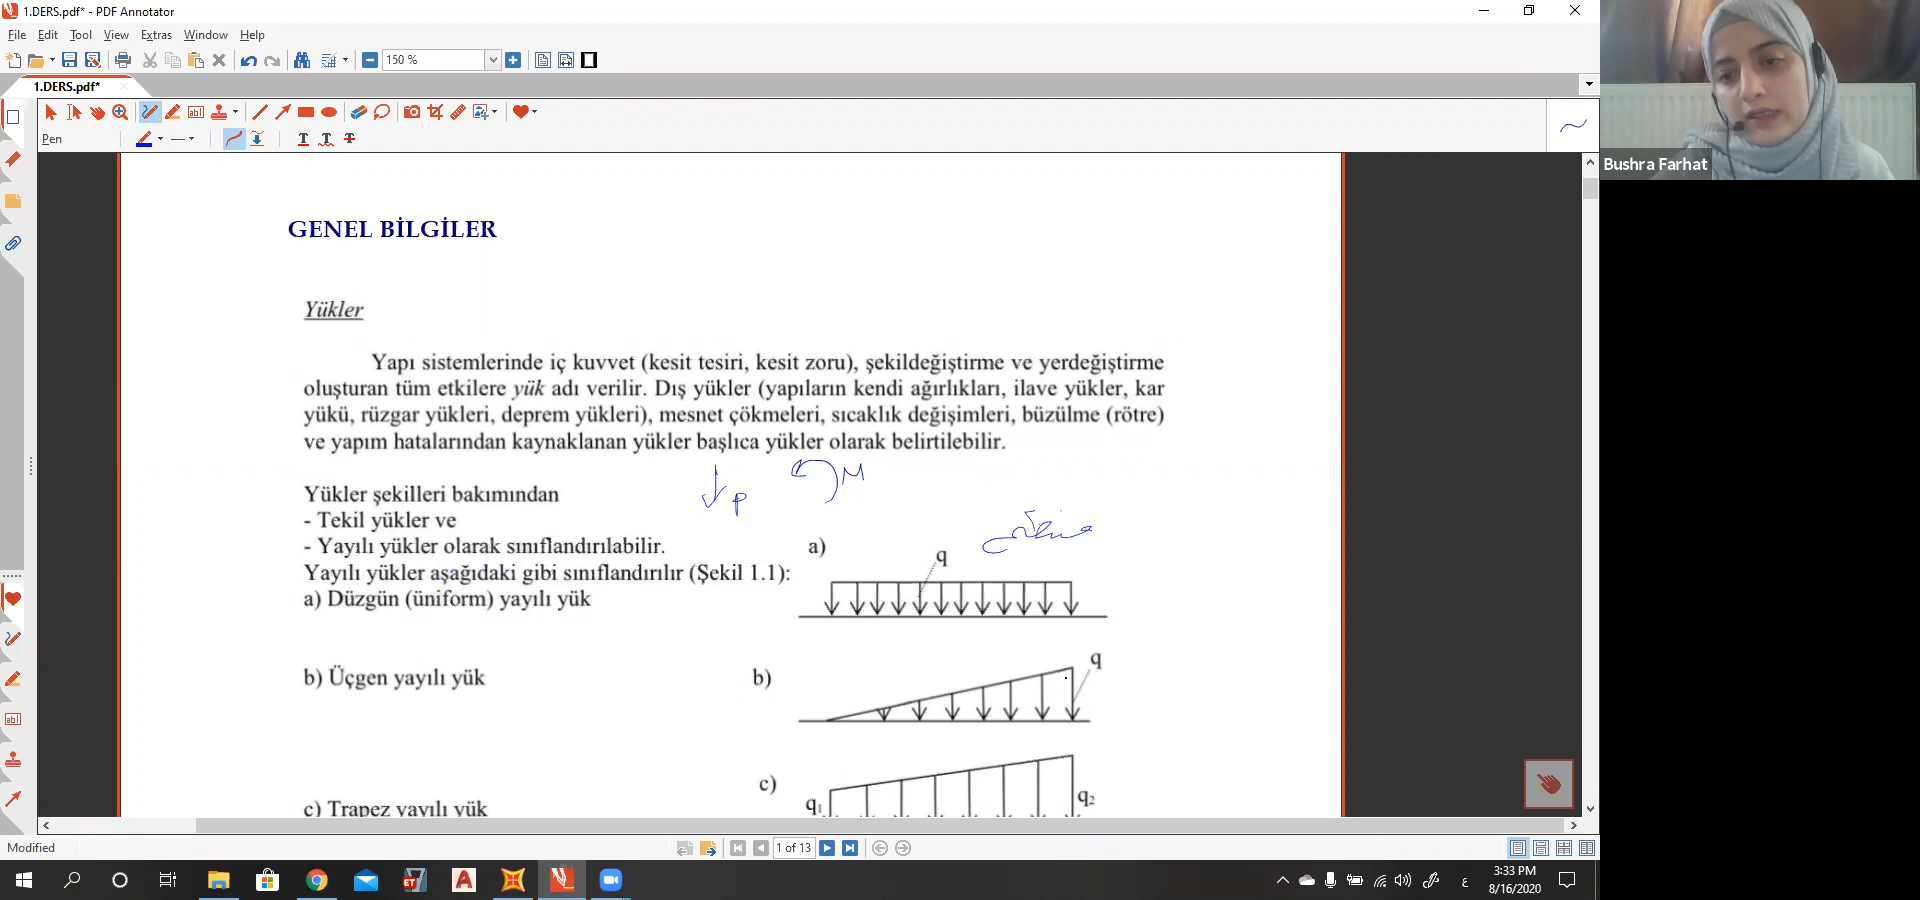 1.DERS.pdf* - PDF Annotator
File Edit Tool View Extras Window Help
150 %
1.DERS.pdf*
Pen
GENEL BİLGİLER
Yükler
Yapı sistemlerinde iç kuvvet (kesit tesiri, kesit zoru), şekildeğiştirme ve yerdeğiştirme
oluşturan tüm etkilere yük adı verilir. Dış yükler (yapıların kendi ağırlıkları, ilave yükler, kar
yükü, rüzgar yükleri, deprem yükleri), mesnet çökmeleri, sıcaklık değişimleri, büzülme (rötre)
ve yapım hatalarından kaynaklanan yükler başlıca yükler olarak belirtilebilir.
P M
Yükler şekilleri bakımından
- Tekil yükler ve
- Yayılı yükler olarak sınıflandırılabilir.
Yayılı yükler aşağıdaki gibi sınıflandırılır (Şekil 1.1):
a) Düzgün (üniform) yayılı yük
a)
q
b) Üçgen yayılı yük
b)
q
c) Trapez yayılı yük
c)
q1
q2
Modified
1 of 13
Bushra Farhat
3:33 PM
8/16/2020